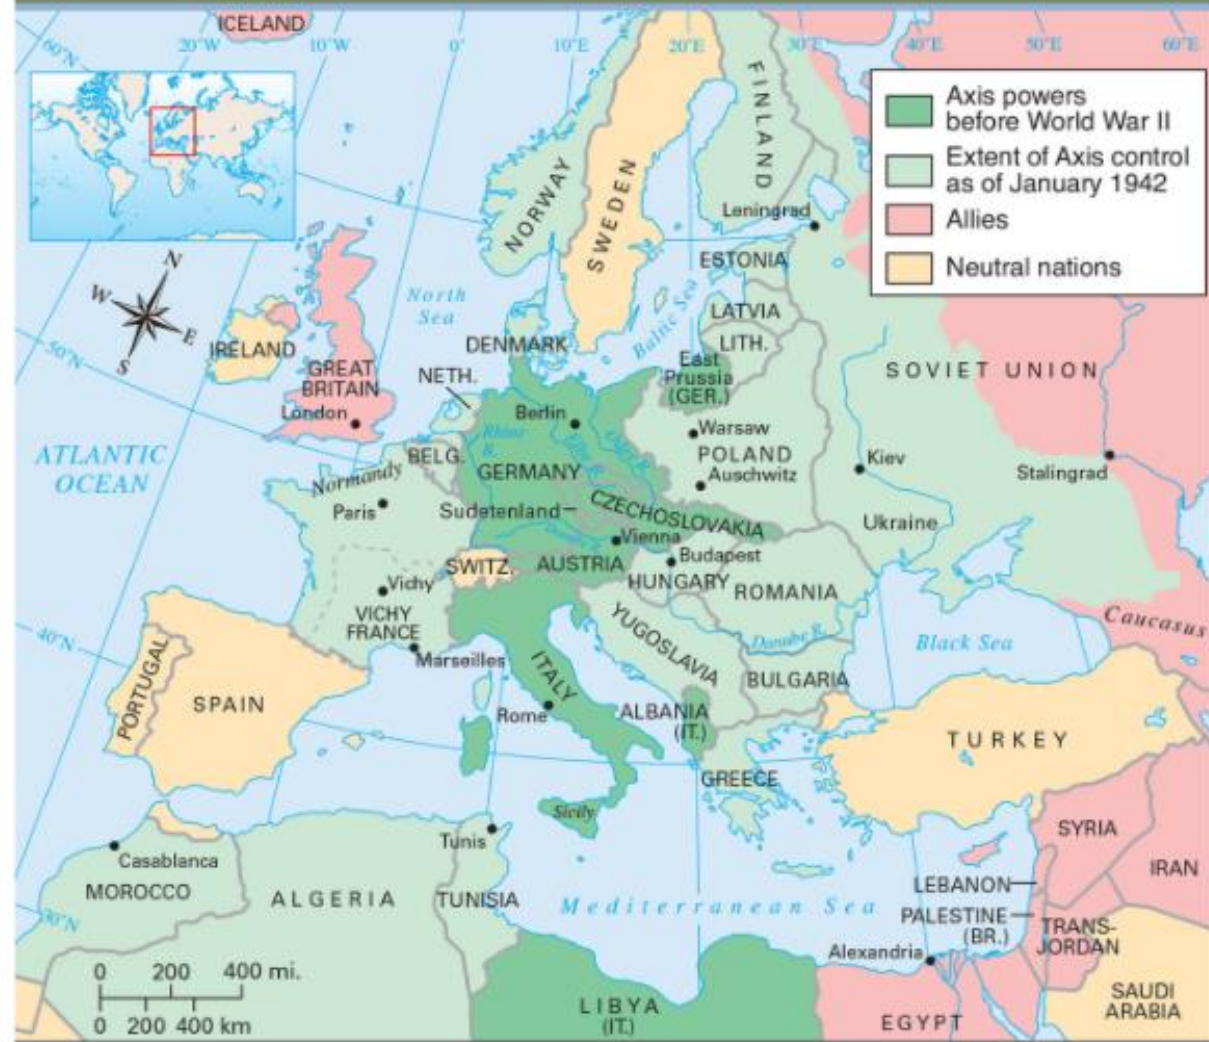 ICELAND
60°N
20°W
10°W
0°
10°E
20°E
30°E
40°E
50°E
60°E
Axis powers
before World War II
Extent of Axis control
as of January 1942
Allies
Neutral nations
N
W
E
S
FINLAND
NORWAY
SWEDEN
Leningrad
ESTONIA
North
Sea
Baltic Sea
LATVIA
LITH.
50°N
IRELAND
GREAT
BRITAIN
London
DENMARK
NETH.
East
Prussia
(GER.)
SOVIET UNION
Berlin
Rhine
R.
Elbe R.
Oder R.
Warsaw
POLAND
Auschwitz
Kiev
Stalingrad
ATLANTIC
OCEAN
BELG.
GERMANY
Normandy
Paris
Sudetenland
CZECHOSLOVAKIA
Ukraine
Vienna
SWITZ.
AUSTRIA
Budapest
HUNGARY
ROMANIA
Vichy
VICHY
FRANCE
Marseilles
YUGOSLAVIA
Danube R.
Black Sea
Caucasus
40°N
PORTUGAL
SPAIN
ITALY
Rome
BULGARIA
ALBANIA
(IT.)
TURKEY
GREECE
Sicily
Tunis
SYRIA
IRAN
Casablanca
MOROCCO
ALGERIA
TUNISIA
Mediterranean Sea
LEBANON
PALESTINE
(BR.)
TRANS-
JORDAN
30°N
Alexandria
0 200 400 mi.
0 200 400 km
LIBYA
(IT.)
EGYPT
SAUDI
ARABIA